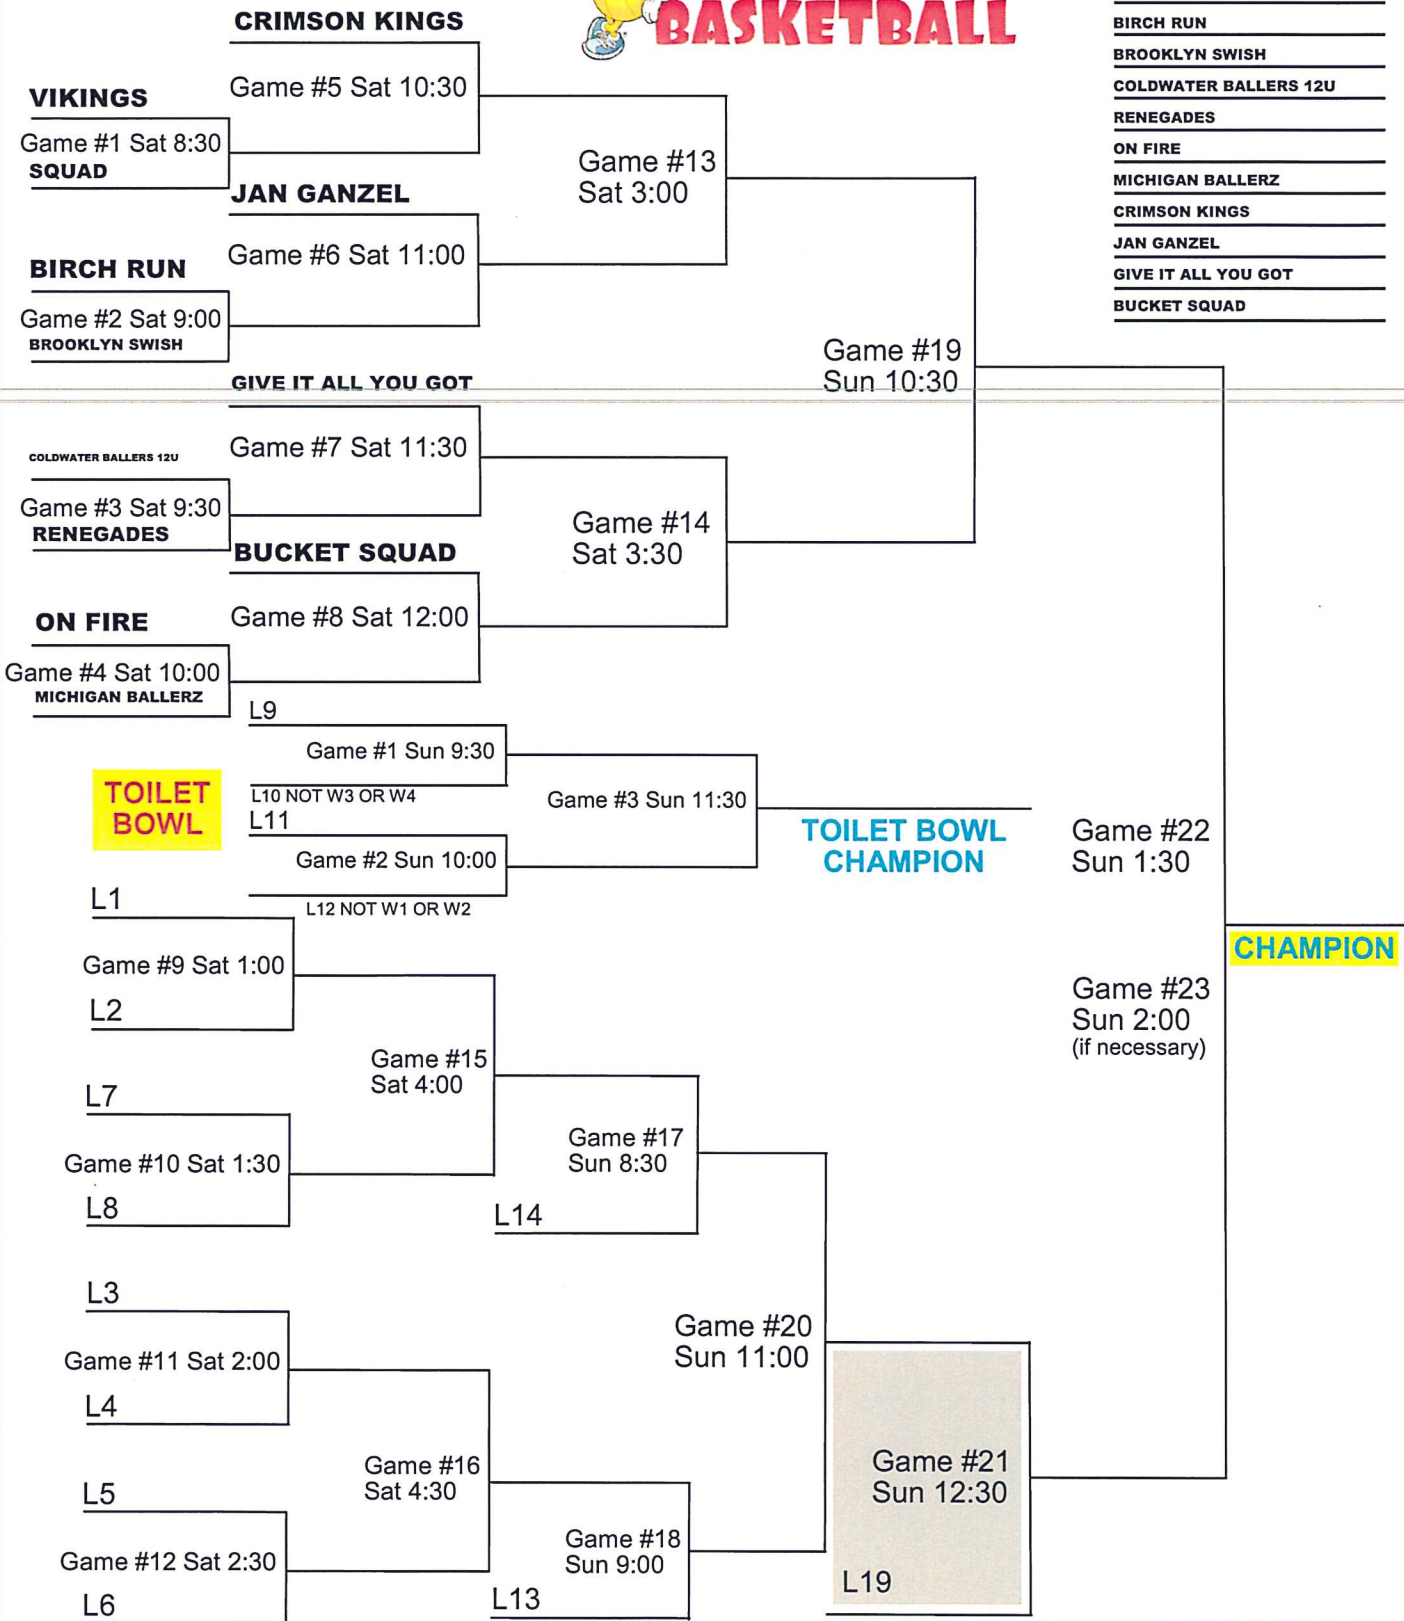 BASKETBALL
CRIMSON KINGS
Game #5 Sat 10:30
VIKINGS
Game #1 Sat 8:30
SQUAD
Game #13
Sat 3:00
JAN GANZEL
Game #6 Sat 11:00
BIRCH RUN
Game #2 Sat 9:00
BROOKLYN SWISH
BIRCH RUN
BROOKLYN SWISH
COLDWATER BALLERS 12U
RENEGADES
ON FIRE
MICHIGAN BALLERZ
CRIMSON KINGS
JAN GANZEL
GIVE IT ALL YOU GOT
BUCKET SQUAD
Game #19
Sun 10:30
GIVE IT ALL YOU GOT
Game #7 Sat 11:30
COLDWATER BALLERS 12U
Game #3 Sat 9:30
RENEGADES
Game #14
Sat 3:30
BUCKET SQUAD
Game #8 Sat 12:00
ON FIRE
Game #4 Sat 10:00
MICHIGAN BALLERZ
L9
Game #1 Sun 9:30
L10 NOT W3 OR W4
TOILET
BOWL
L11
Game #2 Sun 10:00
L12 NOT W1 OR W2
Game #3 Sun 11:30
TOILET BOWL
CHAMPION
Game #22
Sun 1:30
CHAMPION
Game #23
Sun 2:00
(if necessary)
L1
Game #9 Sat 1:00
L2
Game #15
Sat 4:00
L7
Game #10 Sat 1:30
L8
Game #17
Sun 8:30
L14
L3
Game #11 Sat 2:00
L4
Game #20
Sun 11:00
Game #16
Sat 4:30
L5
Game #12 Sat 2:30
L6
Game #18
Sun 9:00
L13
Game #21
Sun 12:30
L19